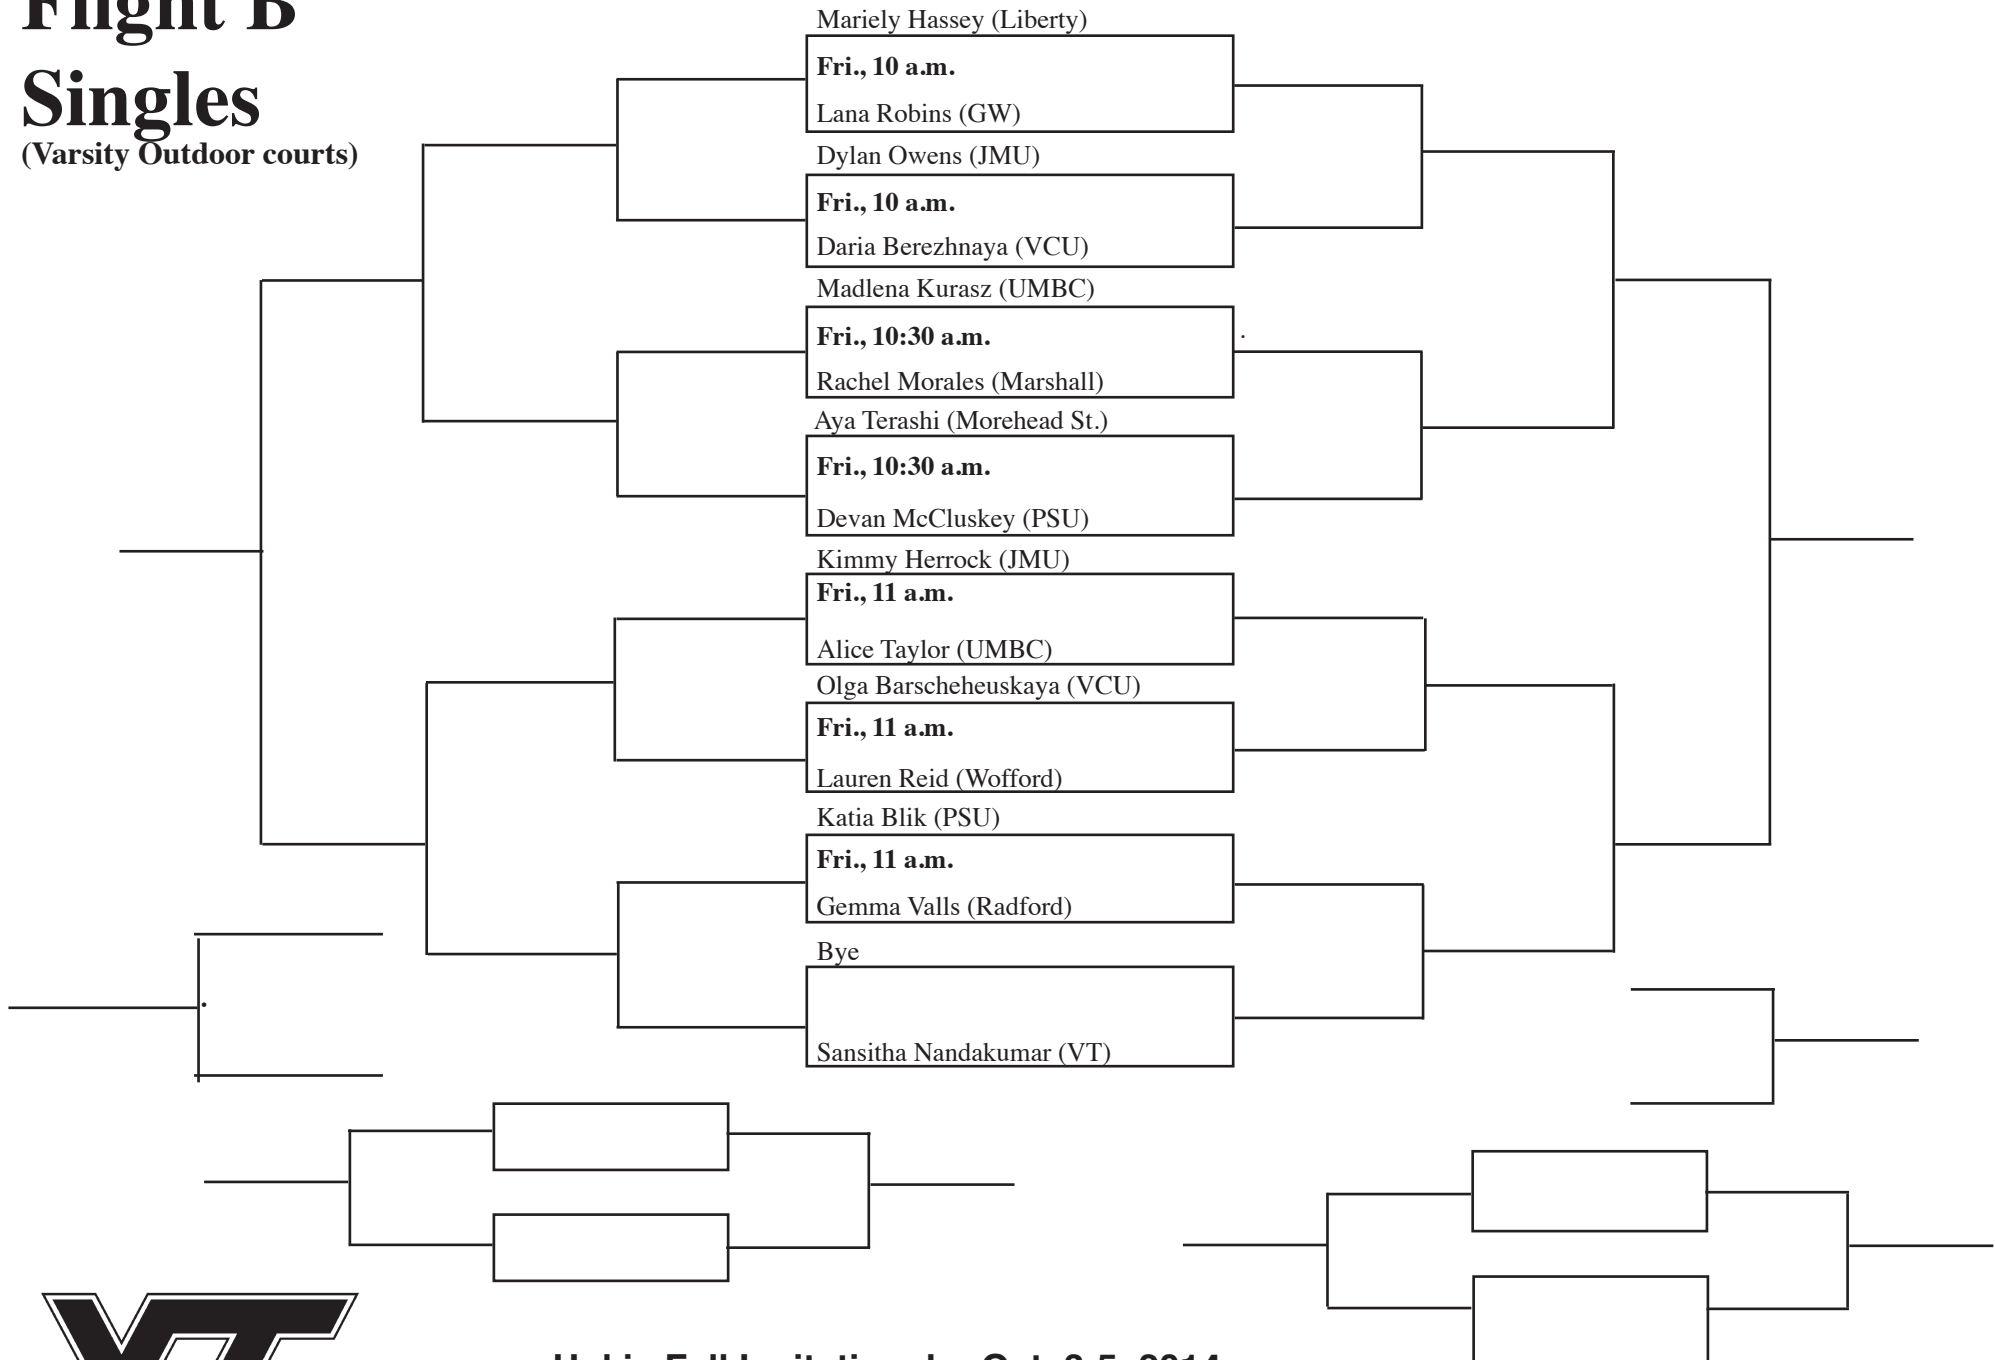 Flight B
Singles
(Varsity Outdoor courts)
Mariely Hassey (Liberty)
Fri., 10 a.m.
Lana Robins (GW)
Dylan Owens (JMU)
Fri., 10 a.m.
Daria Berezhnaya (VCU)
Madlena Kurasz (UMBC)
Fri., 10:30 a.m.
Rachel Morales (Marshall)
Aya Terashi (Morehead St.)
Fri., 10:30 a.m.
Devan McCluskey (PSU)
Kimmy Herrock (JMU)
Fri., 11 a.m.
Alice Taylor (UMBC)
Olga Barscheheuskaya (VCU)
Fri., 11 a.m.
Lauren Reid (Wofford)
Katia Blik (PSU)
Fri., 11 a.m.
Gemma Valls (Radford)
Bye
Sansitha Nandakumar (VT)
VT